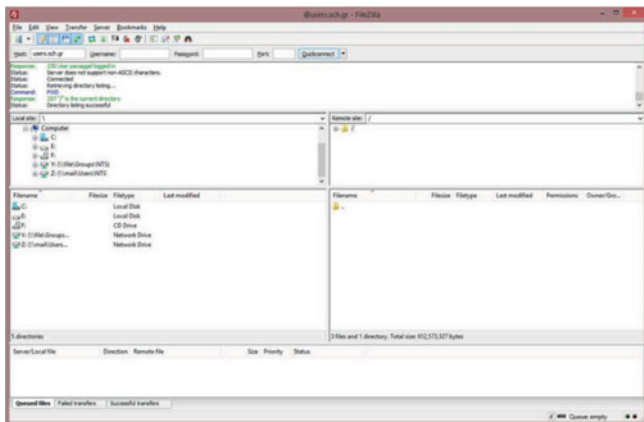 @users.sch.gr - FileZilla
File Edit View Transfer Server Bookmarks Help
Host: users.sch.gr Username: Password: Port: Quickconnect
Response: 230 User logged in
Status: Server does not support non-ASCII characters.
Status: Connected
Status: Retrieving directory listing...
Command: PWD
Response: 257 "/" is the current directory
Status: Directory listing successful
Local site: \
Remote site: /
Computer
C:
E:
F:
Y: (\\file\Groups\NTS)
Z: (\\mail\Users\NTS)
/
Filename Filesize Filetype Last modified
C: Local Disk
E: Local Disk
F: CD Drive
Y: (\\file\Groups... Network Drive
Z: (\\mail\Users... Network Drive
5 directories
Filename Filesize Filetype Last modified Permissions Owner/Gro...
..
3 files and 1 directory. Total size: 612,573,327 bytes
Server/Local file Direction Remote file Size Priority Status
Queued files Failed transfers Successful transfers
Queue: empty